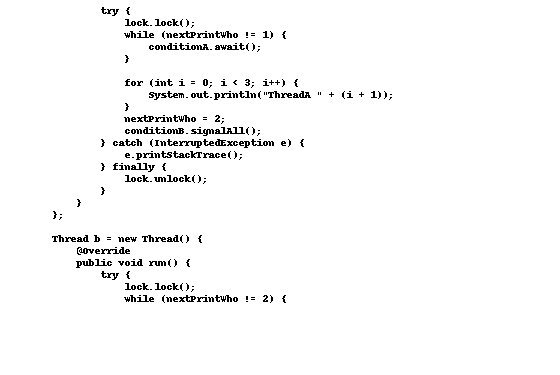 try {
lock.lock();
while (nextPrintWho != 1) {
conditionA.await();
}
for (int i = 0; i < 3; i++) {
System.out.println("ThreadA " + (i + 1));
}
nextPrintWho = 2;
conditionB.signalAll();
} catch (InterruptedException e) {
e.printStackTrace();
} finally {
lock.unlock();
}
}
};
Thread b = new Thread() {
@Override
public void run() {
try {
lock.lock();
while (nextPrintWho != 2) {